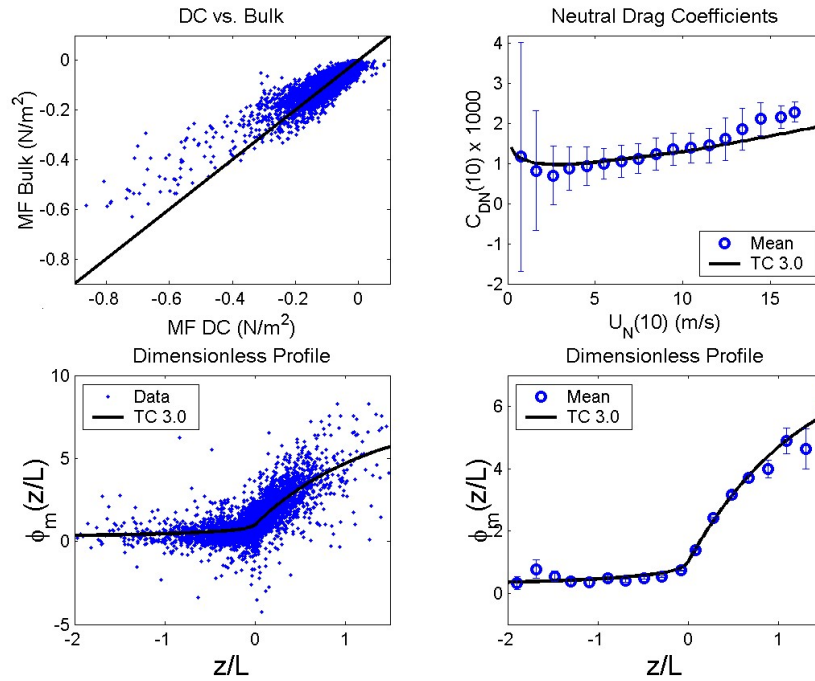 DC vs. Bulk
MF Bulk (N/m²)
0
-0.2
-0.4
-0.6
-0.8
-0.8 -0.6 -0.4 -0.2 0
MF DC (N/m²)
Neutral Drag Coefficients
C_DN(10) x 1000
4
3
2
1
0
1
-2
0 5 10 15
U_N(10) (m/s)
Mean
TC 3.0
Dimensionless Profile
ϕ_m(z/L)
10
5
0
-5
-2 -1 0 1
z/L
Data
TC 3.0
Dimensionless Profile
ϕ_m(z/L)
6
4
2
0
-2 -1 0 1
z/L
Mean
TC 3.0